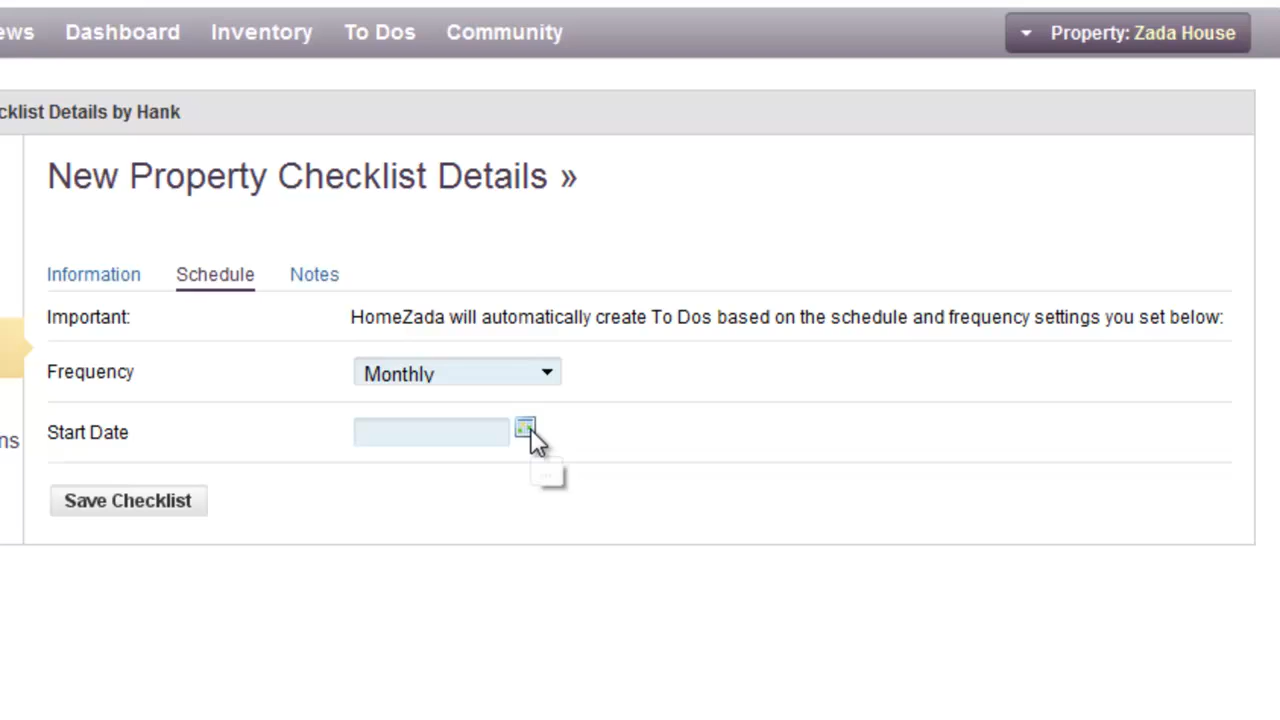 Dashboard Inventory To Dos Community Property: Zada House
Details by Hank
New Property Checklist Details »
Information Schedule Notes
Important: HomeZada will automatically create To Dos based on the schedule and frequency settings you set below:
Frequency Monthly
Start Date
Save Checklist